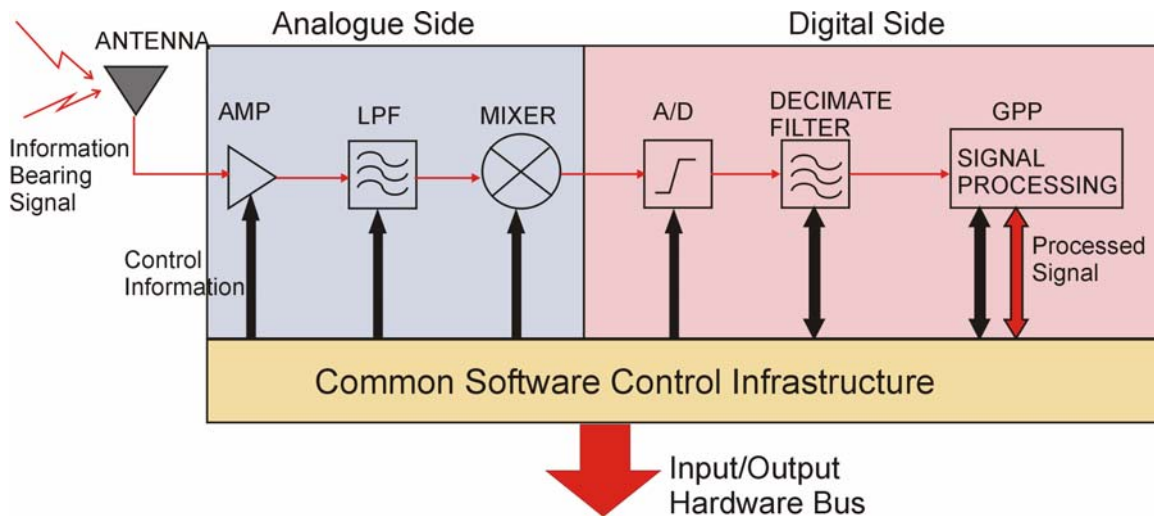 Analogue Side
Digital Side
ANTENNA
AMP
LPF
MIXER
A/D
DECIMATE
FILTER
GPP
SIGNAL
PROCESSING
Information
Bearing
Signal
Control
Information
Processed
Signal
Common Software Control Infrastructure
Input/Output
Hardware Bus